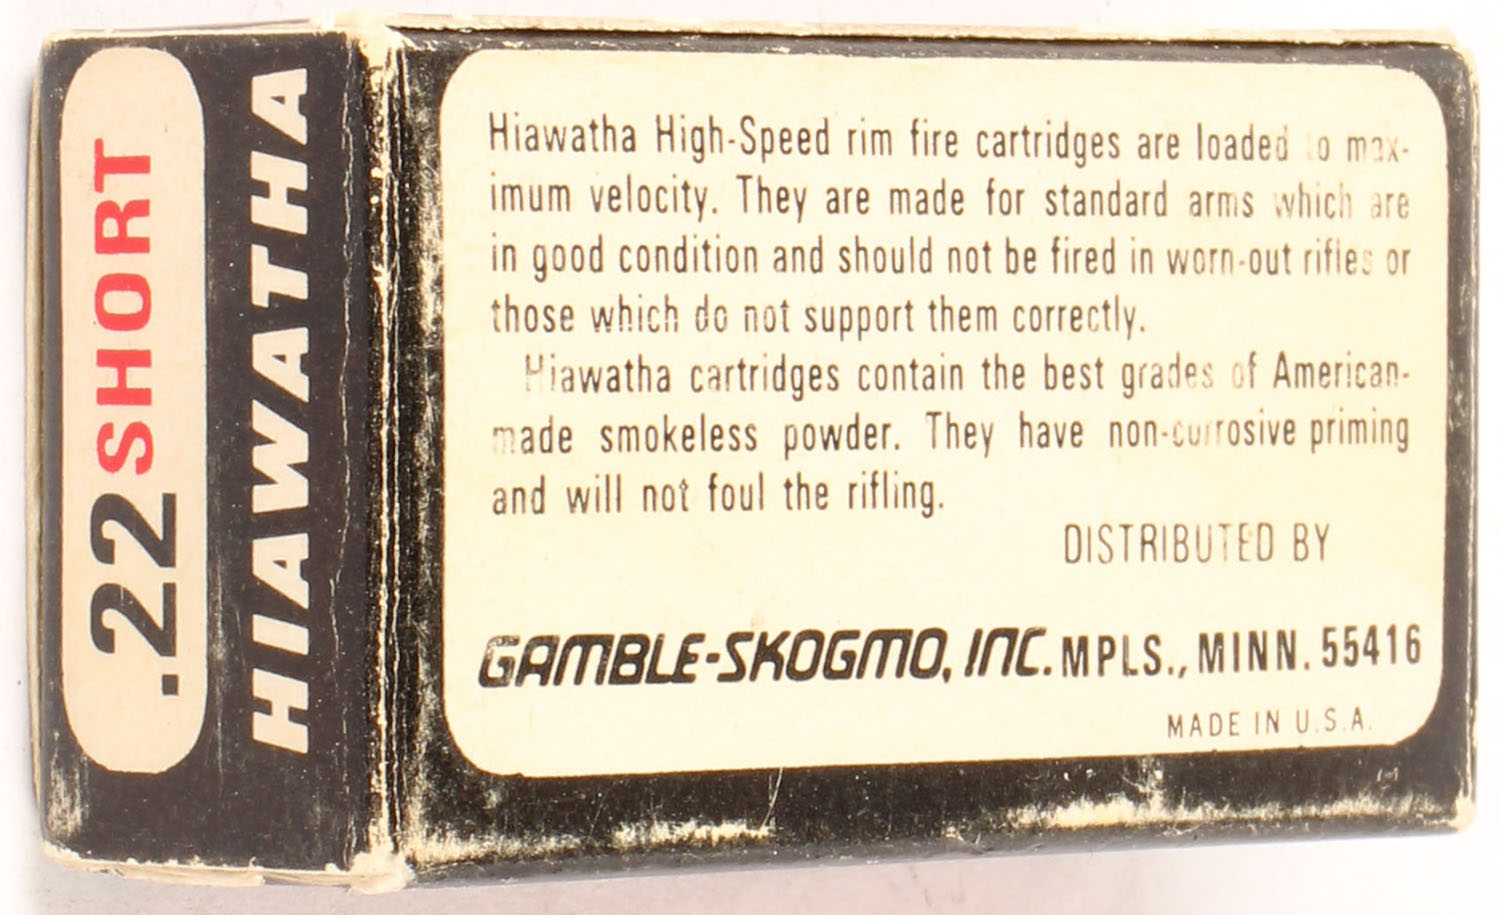 .22 SHORT
HIAWATHA
Hiawatha High-Speed rim fire cartridges are loaded to max-
imum velocity. They are made for standard arms which are
in good condition and should not be fired in worn-out rifles or
those which do not support them correctly.
Hiawatha cartridges contain the best grades of American-
made smokeless powder. They have non-corrosive priming
and will not foul the rifling.
DISTRIBUTED BY
GAMBLE-SKOGMO, INC. MPLS., MINN. 55416
MADE IN U.S.A.